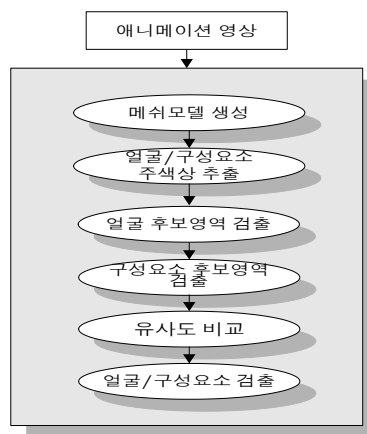 애니메이션 영상
메쉬모델 생성
얼굴/구성요소
주색상 추출
얼굴 후보영역 검출
구성요소 후보영역
검출
유사도 비교
얼굴/구성요소 검출